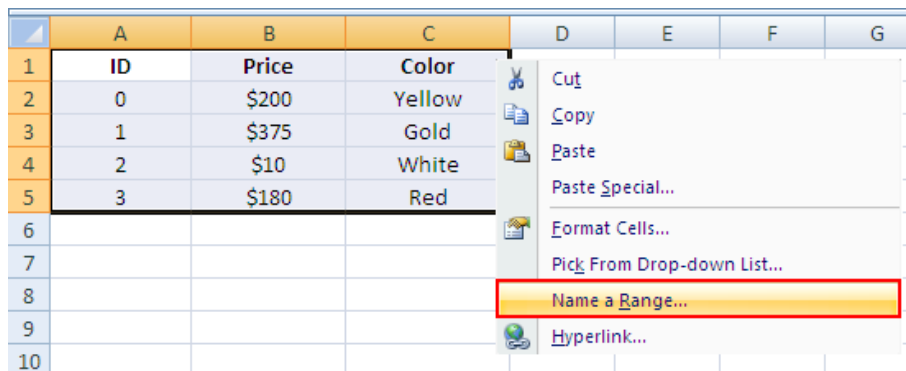 A B C D E F G
1 ID Price Color
2 0 $200 Yellow
3 1 $375 Gold
4 2 $10 White
5 3 $180 Red
6
7
8
9
10
Cut
Copy
Paste
Paste Special...
Format Cells...
Pick From Drop-down List...
Name a Range...
Hyperlink...